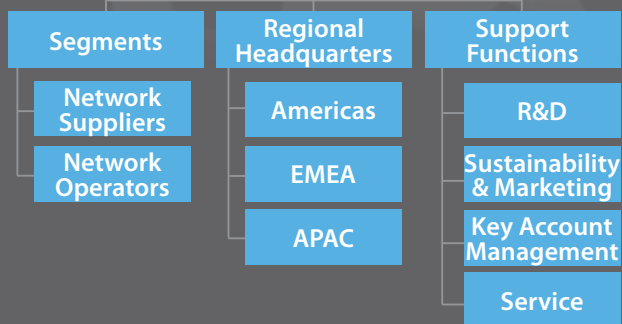 Segments
Network
Suppliers
Network
Operators
Regional
Headquarters
Americas
EMEA
APAC
Support
Functions
R&D
Sustainability
& Marketing
Key Account
Management
Service